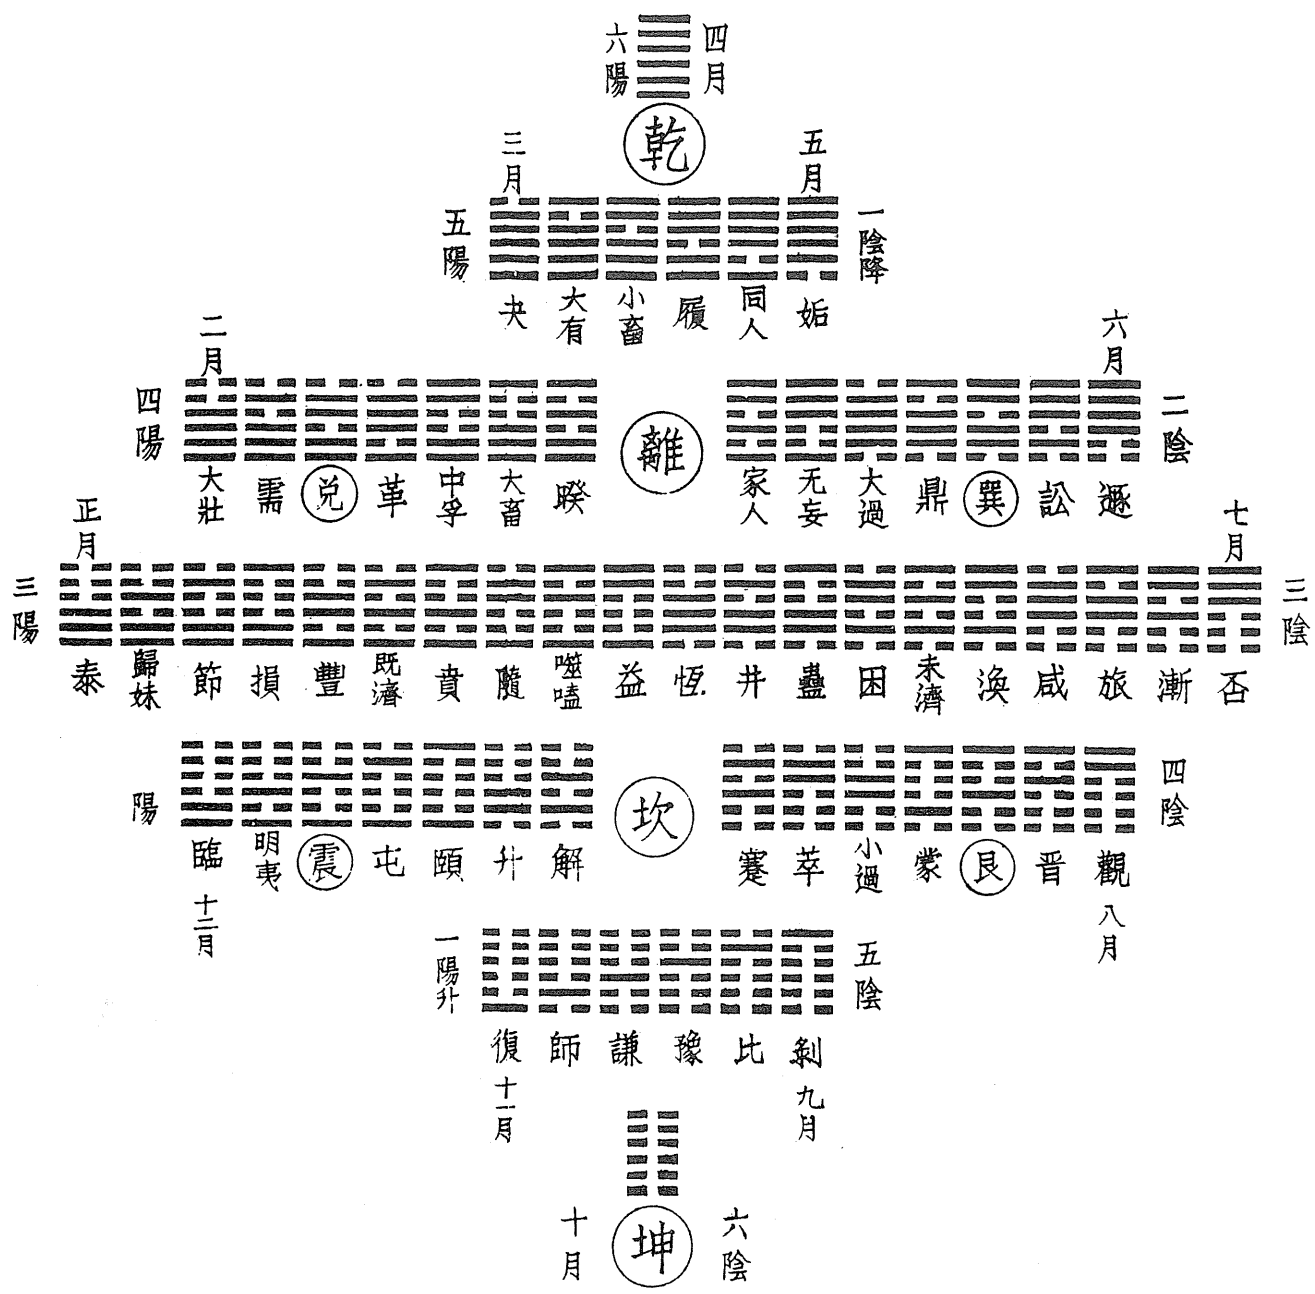 六陽
四月
乾
三月
五月
五陽
一陰降
夬
大有
小畜
履
同人
姤
二月
六月
四陽
離
二陰
大壯
需
兌
革
中孚
大畜
睽
家人
无妄
大過
鼎
巽
訟
遯
正月
七月
三陽
三陰
泰
歸妹
節
損
豐
既濟
賁
隨
噬嗑
益
恆
井
蠱
困
未濟
渙
咸
旅
漸
否
陽
坎
四陰
臨
明夷
震
屯
頤
升
解
蹇
萃
小過
蒙
艮
晋
觀
十二月
八月
一陽升
五陰
復
師
謙
豫
比
剝
十一月
九月
十月
坤
六陰